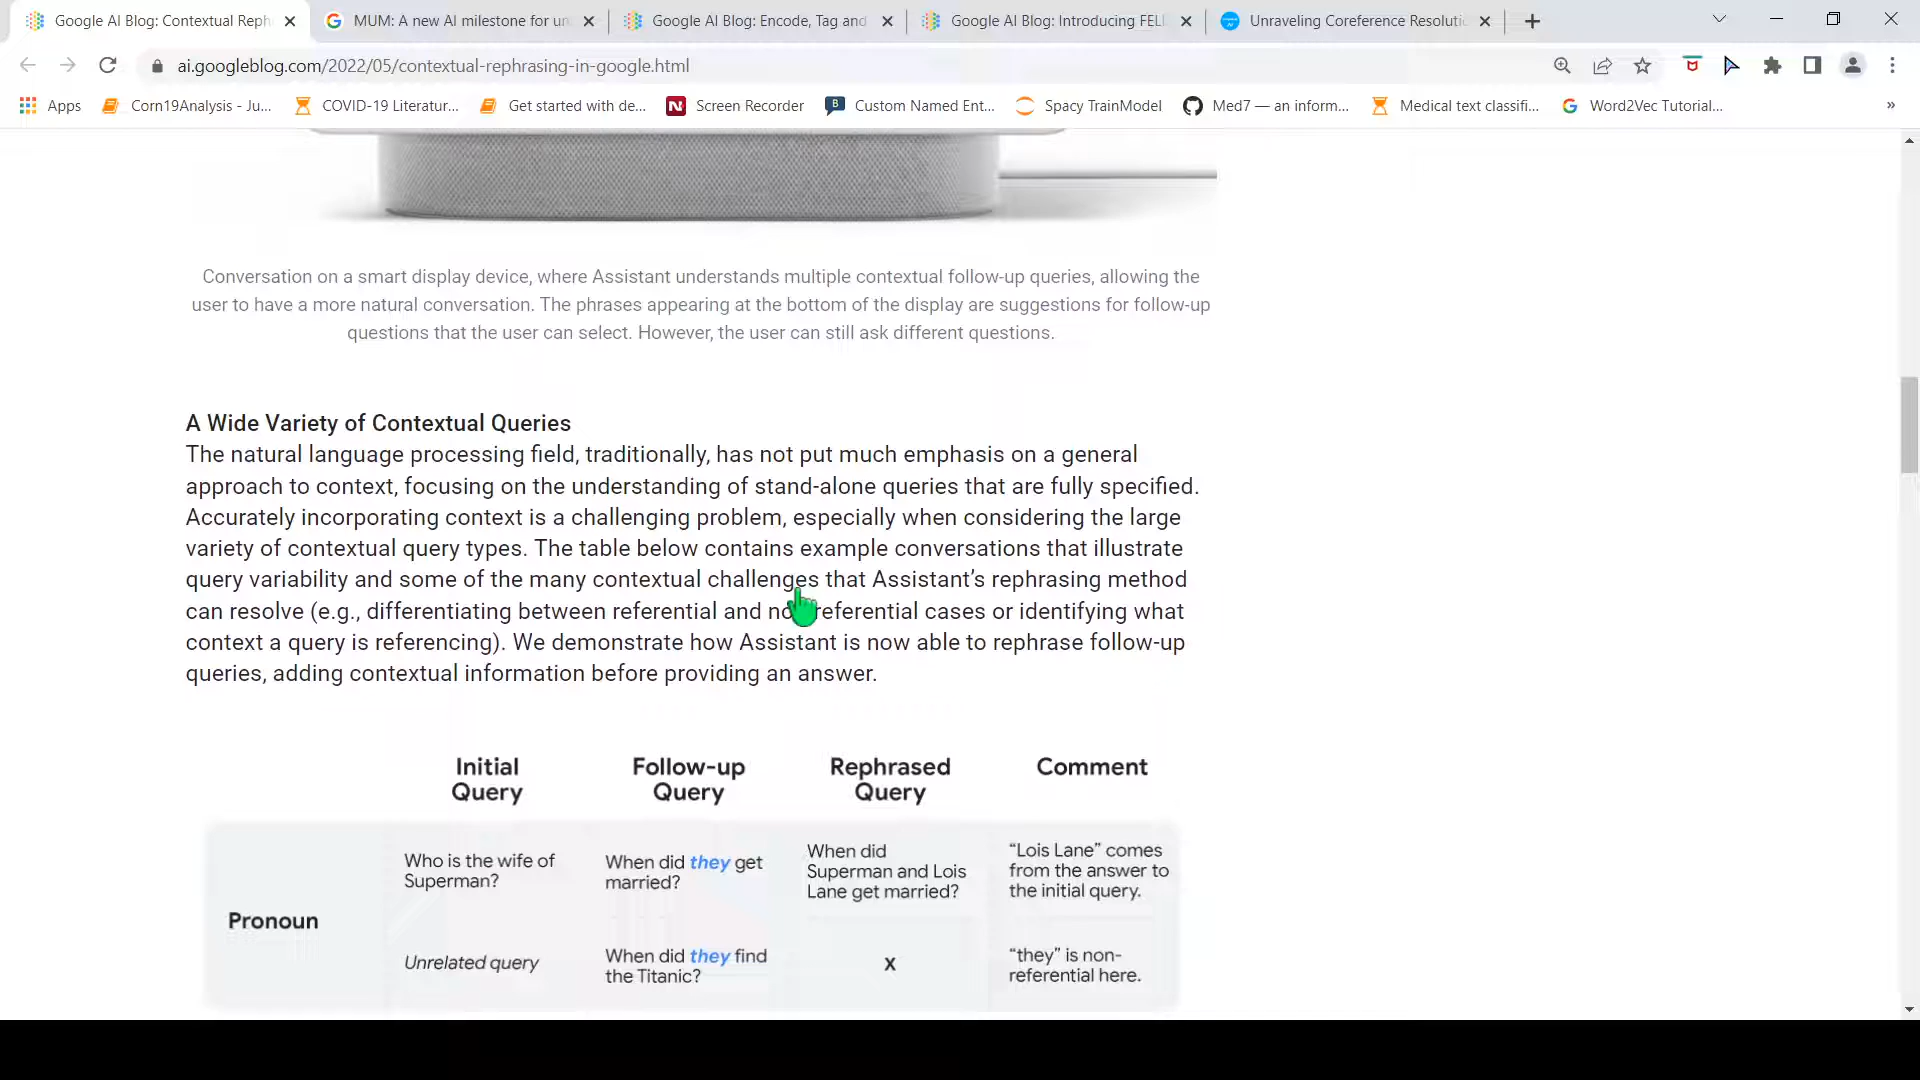 Google AI Blog: Contextual Reph
MUM: A new AI milestone for un
Google AI Blog: Encode, Tag and
Google AI Blog: Introducing FELI
Unraveling Coreference Resoluti
ai.googleblog.com/2022/05/contextual-rephrasing-in-google.html
Apps
Corn19Analysis - Ju...
COVID-19 Literatur...
Get started with de...
Screen Recorder
Custom Named Ent...
Spacy TrainModel
Med7 — an inform...
Medical text classifi...
Word2Vec Tutorial...
»
Conversation on a smart display device, where Assistant understands multiple contextual follow-up queries, allowing the
user to have a more natural conversation. The phrases appearing at the bottom of the display are suggestions for follow-up
questions that the user can select. However, the user can still ask different questions.
A Wide Variety of Contextual Queries
The natural language processing field, traditionally, has not put much emphasis on a general
approach to context, focusing on the understanding of stand-alone queries that are fully specified.
Accurately incorporating context is a challenging problem, especially when considering the large
variety of contextual query types. The table below contains example conversations that illustrate
query variability and some of the many contextual challenges that Assistant's rephrasing method
can resolve (e.g., differentiating between referential and referential cases or identifying what
context a query is referencing). We demonstrate how Assistant is now able to rephrase follow-up
queries, adding contextual information before providing an answer.
Initial
Query
Follow-up
Query
Rephrased
Query
Comment
Pronoun
Who is the wife of
Superman?
When did they get
married?
When did
Superman and Lois
Lane get married?
"Lois Lane" comes
from the answer to
the initial query.
Unrelated query
When did they find
the Titanic?
X
"they" is non-
referential here.